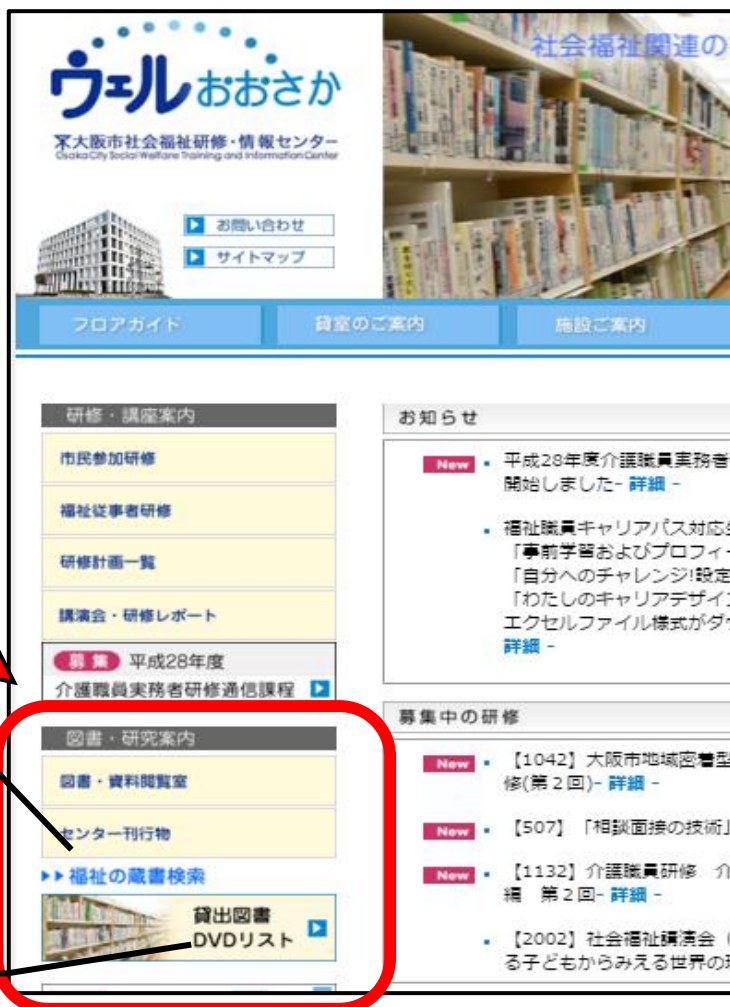 社会福祉関連の
ウェルおおさか
大阪市社会福祉研修・情報センター
Osaka City Social Welfare Training and Information Center
お問い合わせ
サイトマップ
フロアガイド
貸室のご案内
施設ご案内
研修・講座案内
市民参加研修
福祉従事者研修
研修計画一覧
講演会・研修レポート
募集 平成28年度
介護職員実務者研修通信課程
図書・研究案内
図書・資料閲覧室
センター刊行物
福祉の蔵書検索
貸出図書
DVDリスト
お知らせ
New 平成28年度介護職員実務者
開始しました- 詳細 -
福祉職員キャリアパス対応
「事前学習およびプロフィー
「自分へのチャレンジ!設定
「わたしのキャリアデザイ
エクセルファイル様式がダ
詳細 -
募集中の研修
New 【1042】大阪市地域密着型
修(第2回)- 詳細 -
New 【507】「相談面接の技術」
New 【1132】介護職員研修 介
編 第2回- 詳細 -
【2002】社会福祉講演会（
る子どもからみえる世界の